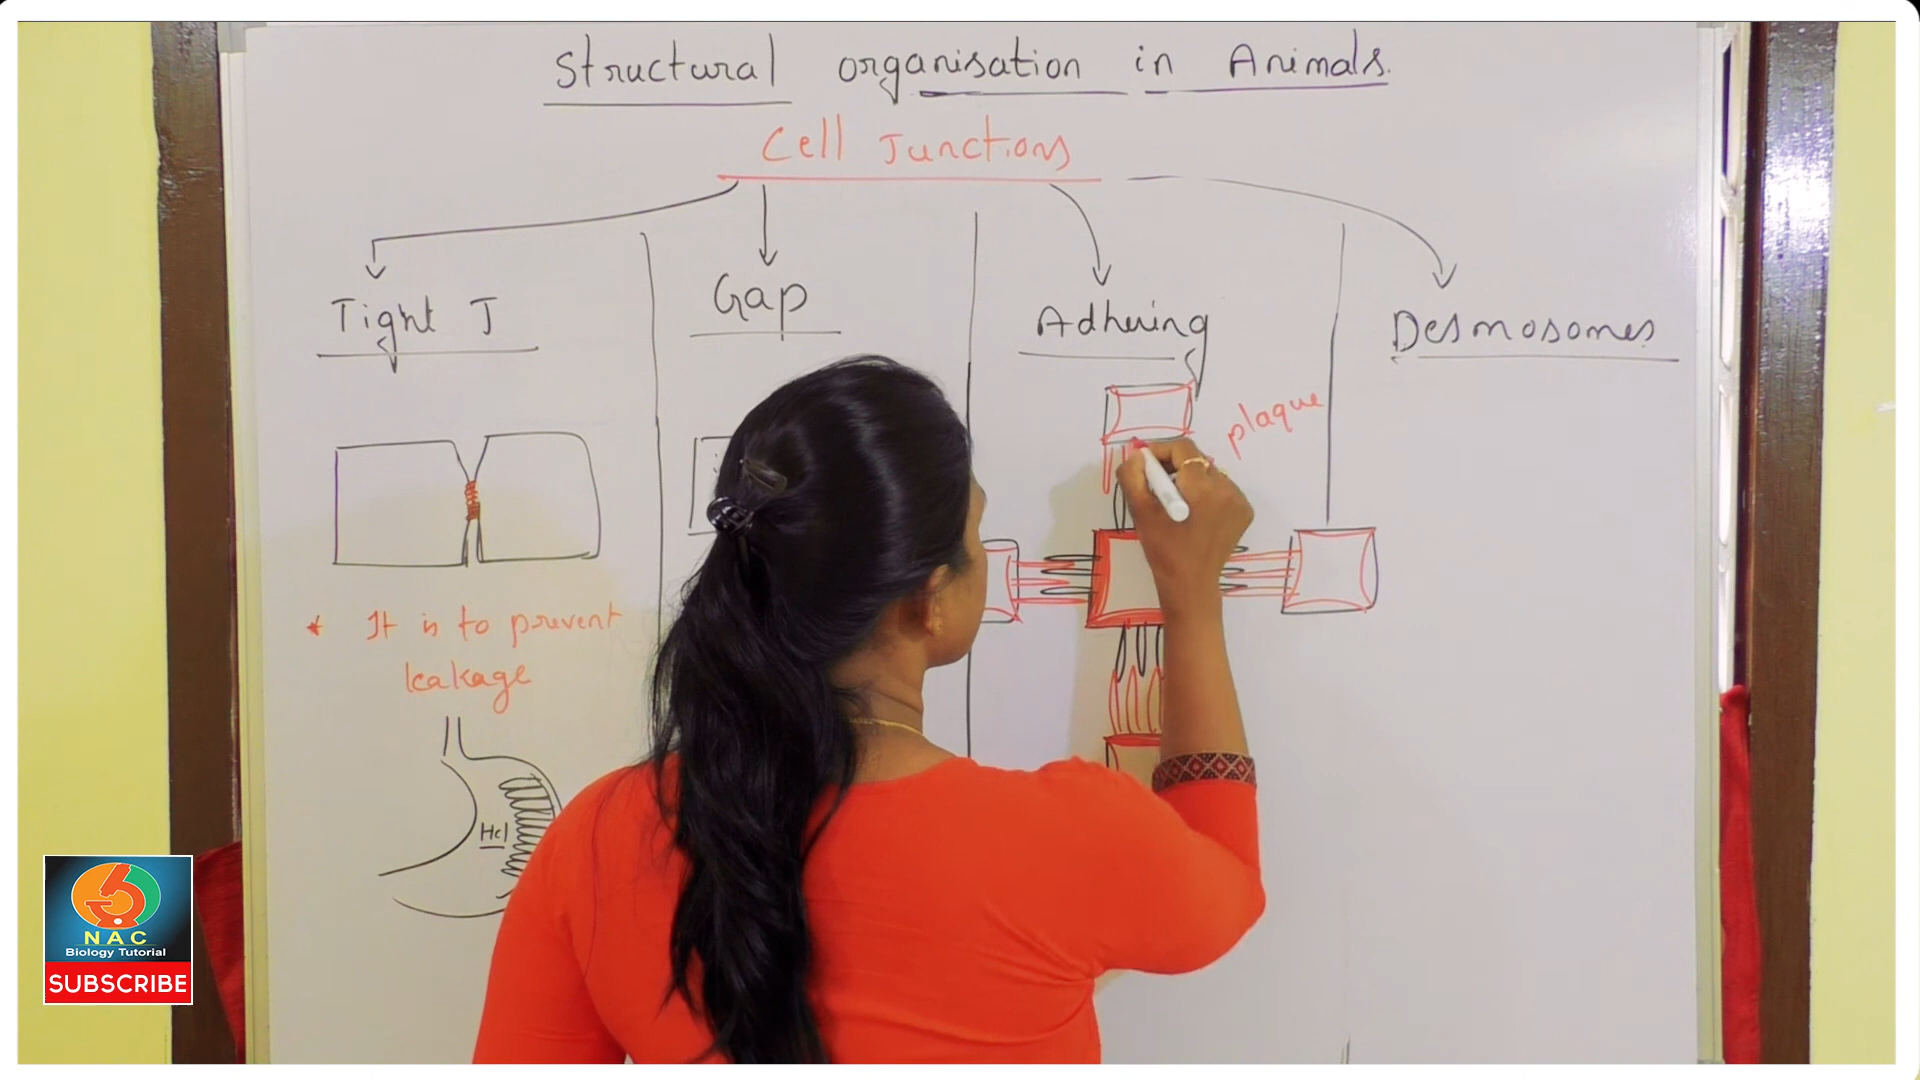 Structural organisation in Animals.
Cell Junctions
Tight J
Gap
Adhering
Desmosomes
plaque
* It is to prevent
leakage
Hcl
NAC
Biology Tutorial
SUBSCRIBE